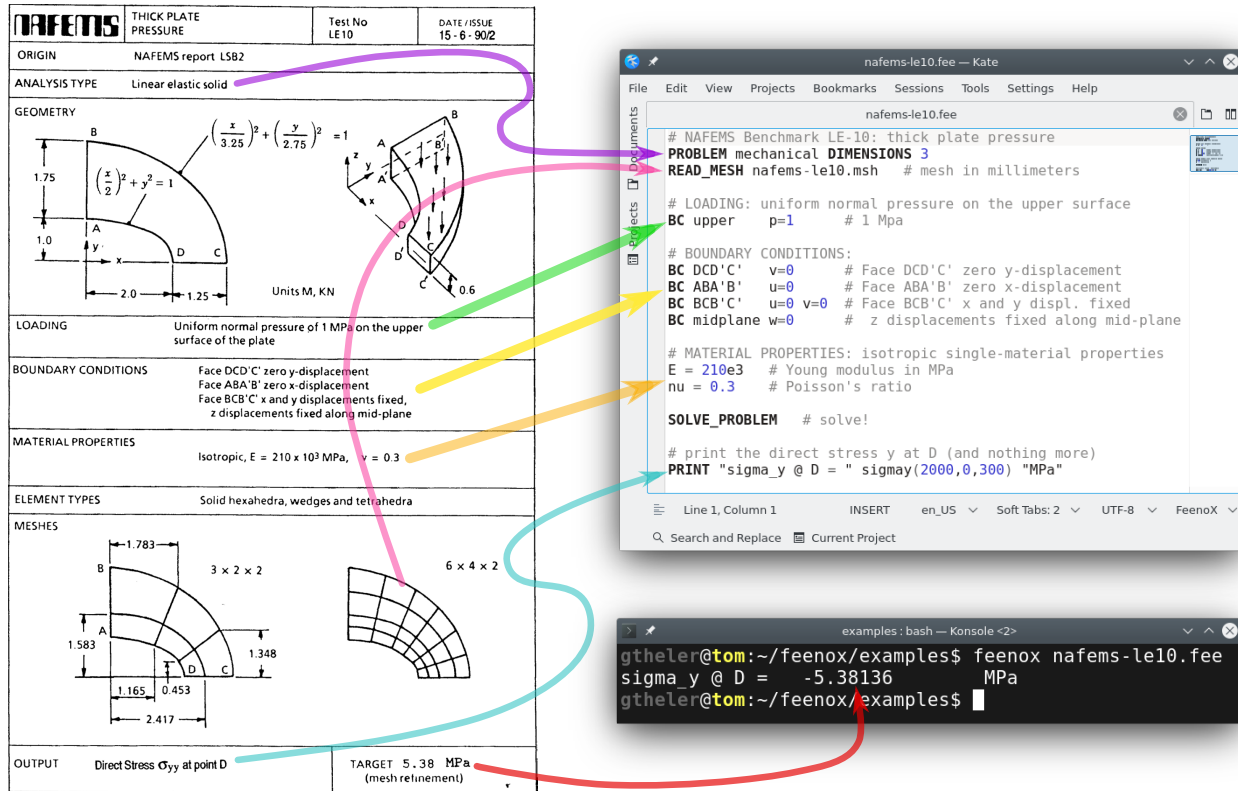 NAFEMS
THICK PLATE
PRESSURE
Test No
LE10
DATE / ISSUE
15 - 6 - 90/2
ORIGIN NAFEMS report LSB2
ANALYSIS TYPE Linear elastic solid
GEOMETRY
B
(x/3.25)² + (y/2.75)² = 1
(x/2)² + y² = 1
1.75
1.0
A
y
x
D
C
2.0
1.25
z
y
x
B
A
B'
A'
D
D'
C
C'
0.6
Units M, KN
LOADING Uniform normal pressure of 1 MPa on the upper
surface of the plate
BOUNDARY CONDITIONS Face DCD'C' zero y-displacement
Face ABA'B' zero x-displacement
Face BCB'C' x and y displacements fixed,
z displacements fixed along mid-plane
MATERIAL PROPERTIES
Isotropic, E = 210 x 10³ MPa, ν = 0.3
ELEMENT TYPES Solid hexahedra, wedges and tetrahedra
MESHES
1.783
B
3 x 2 x 2
6 x 4 x 2
A
1.583
D
C
1.348
1.165
0.453
2.417
OUTPUT Direct Stress σyy at point D
TARGET 5.38 MPa
(mesh refinement)
nafems-le10.fee — Kate
File Edit View Projects Bookmarks Sessions Tools Settings Help
nafems-le10.fee
Documents
Projects
# NAFEMS Benchmark LE-10: thick plate pressure
PROBLEM mechanical DIMENSIONS 3
READ_MESH nafems-le10.msh # mesh in millimeters
# LOADING: uniform normal pressure on the upper surface
BC upper p=1 # 1 Mpa
# BOUNDARY CONDITIONS:
BC DCD'C' v=0 # Face DCD'C' zero y-displacement
BC ABA'B' u=0 # Face ABA'B' zero x-displacement
BC BCB'C' u=0 v=0 # Face BCB'C' x and y displ. fixed
BC midplane w=0 # z displacements fixed along mid-plane
# MATERIAL PROPERTIES: isotropic single-material properties
E = 210e3 # Young modulus in MPa
nu = 0.3 # Poisson's ratio
SOLVE_PROBLEM # solve!
# print the direct stress y at D (and nothing more)
PRINT "sigma_y @ D = " sigmay(2000,0,300) "MPa"
Line 1, Column 1 INSERT en_US Soft Tabs: 2 UTF-8 FeenoX
Search and Replace Current Project
examples : bash — Konsole <2>
gtheler@tom:~/feenox/examples$ feenox nafems-le10.fee
sigma_y @ D = -5.38136 MPa
gtheler@tom:~/feenox/examples$